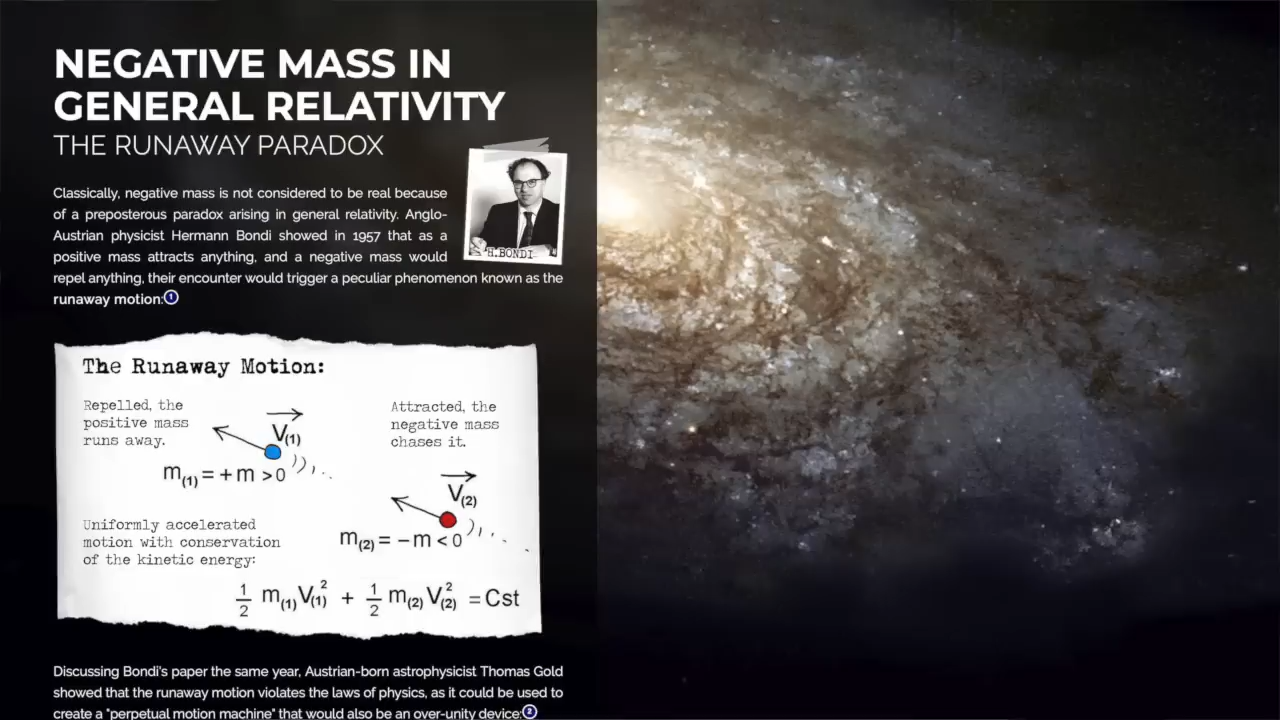 NEGATIVE MASS IN
GENERAL RELATIVITY
THE RUNAWAY PARADOX
Classically, negative mass is not considered to be real because
of a preposterous paradox arising in general relativity. Anglo-
Austrian physicist Hermann Bondi showed in 1957 that as a
positive mass attracts anything, and a negative mass would
repel anything, their encounter would trigger a peculiar phenomenon known as the
runaway motion:①
H.BONDI
The Runaway Motion:
Repelled, the
positive mass
runs away.
V⃗(1)
m(1) = +m >0
Attracted, the
negative mass
chases it.
V⃗(2)
m(2) = −m < 0
Uniformly accelerated
motion with conservation
of the kinetic energy:
1/2 m(1)V(1)² + 1/2 m(2)V(2)² = Cst
Discussing Bondi's paper the same year, Austrian-born astrophysicist Thomas Gold
showed that the runaway motion violates the laws of physics, as it could be used to
create a "perpetual motion machine" that would also be an over-unity device:②